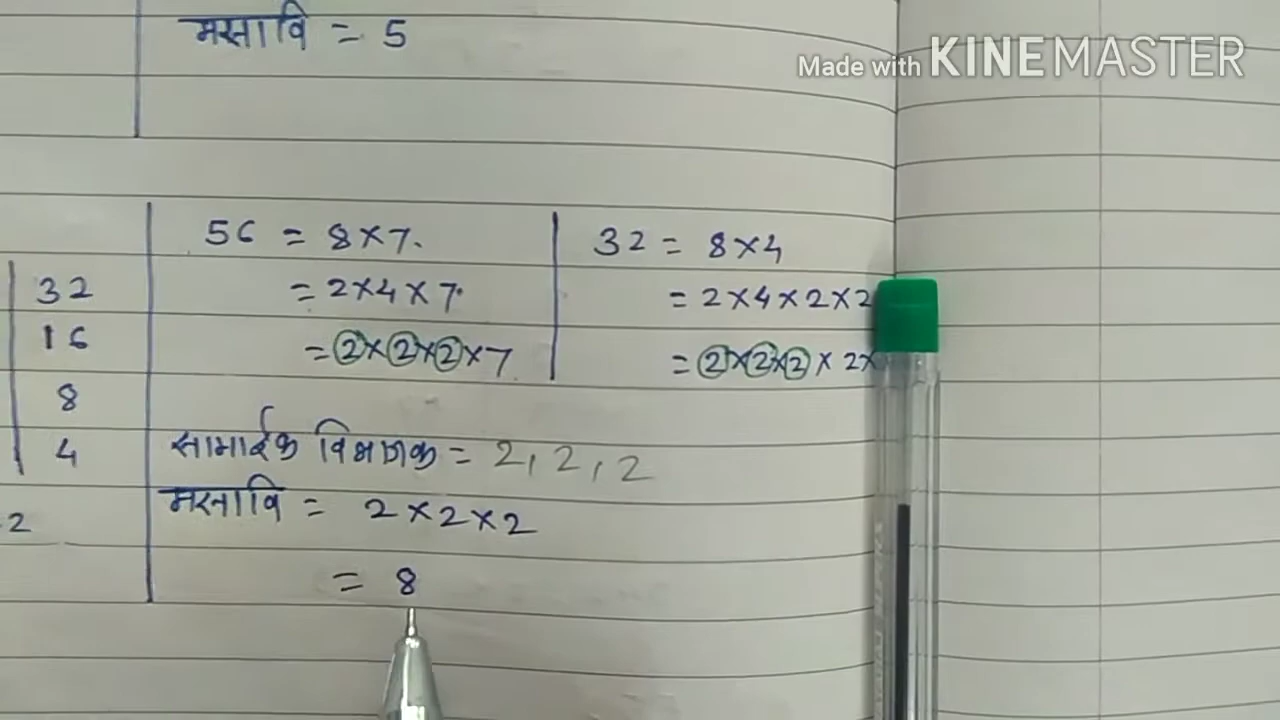 मसावि = 5
Made with KINEMASTER
56 = 8×7.
= 2×4×7.
= 2×2×2×7
32 = 8×4
= 2×4×2×2
= 2×2×2×2×
32
16
8
4
2
सामाईक विभाजक = 2, 2, 2
मसावि = 2×2×2
= 8